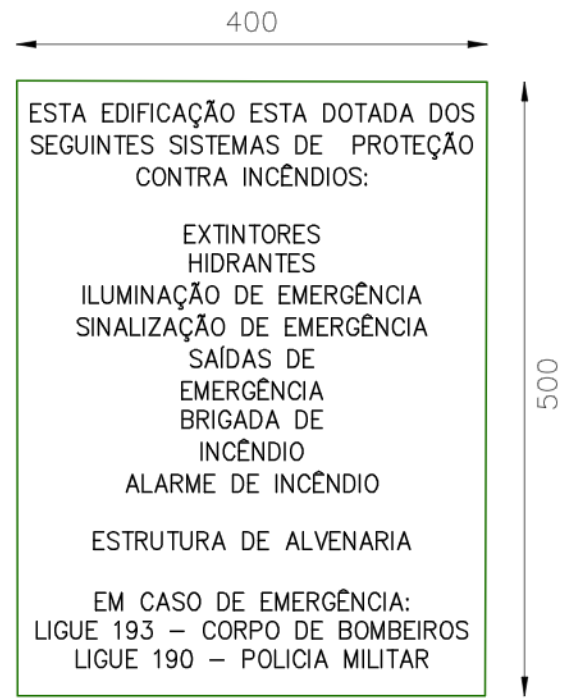 400
ESTA EDIFICAÇÃO ESTA DOTADA DOS
SEGUINTES SISTEMAS DE PROTEÇÃO
CONTRA INCÊNDIOS:
EXTINTORES
HIDRANTES
ILUMINAÇÃO DE EMERGÊNCIA
SINALIZAÇÃO DE EMERGÊNCIA
SAÍDAS DE
EMERGÊNCIA
BRIGADA DE
INCÊNDIO
ALARME DE INCÊNDIO
ESTRUTURA DE ALVENARIA
EM CASO DE EMERGÊNCIA:
LIGUE 193 – CORPO DE BOMBEIROS
LIGUE 190 – POLICIA MILITAR
500